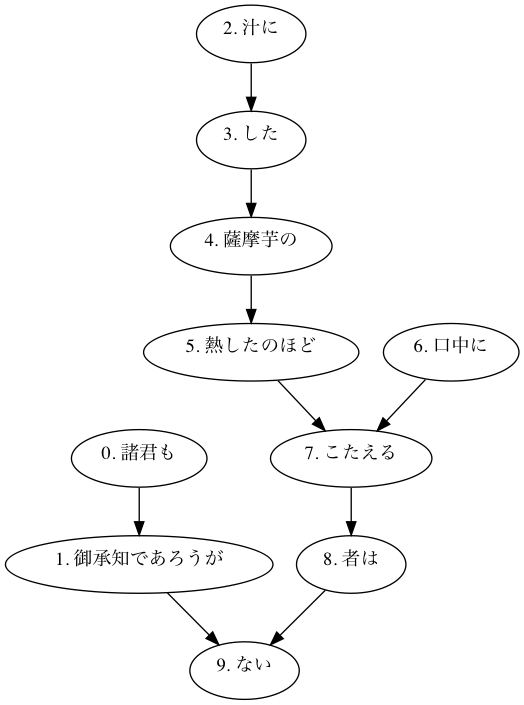 2. 汁に
3. した
4. 薩摩芋の
5. 熱したのほど
6. 口中に
0. 諸君も
7. こたえる
1. 御承知であろうが
8. 者は
9. ない